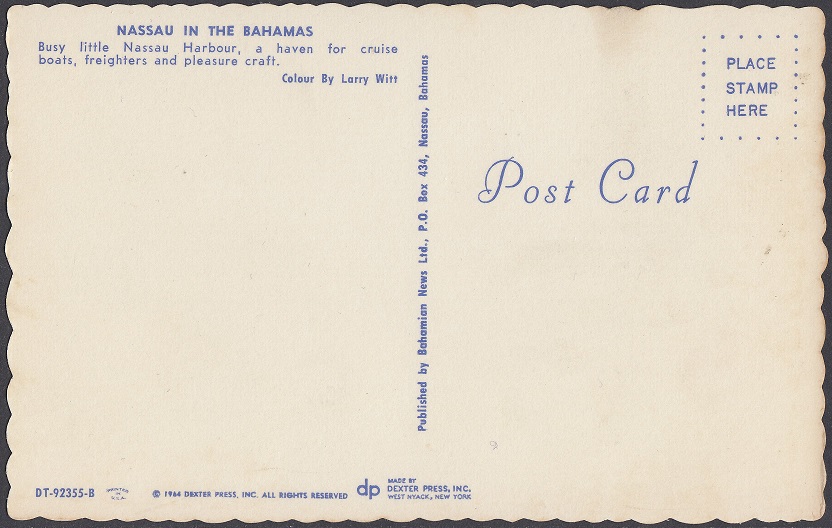 NASSAU IN THE BAHAMAS
Busy little Nassau Harbour, a haven for cruise
boats, freighters and pleasure craft.
Colour By Larry Witt
Published by Bahamian News Ltd., P.O. Box 434, Nassau, Bahamas
PLACE
STAMP
HERE
Post Card
DT-92355-B
PRINTED
IN
U.S.A.
© 1964 DEXTER PRESS, INC. ALL RIGHTS RESERVED
dp
MADE BY
DEXTER PRESS, INC.
WEST NYACK, NEW YORK